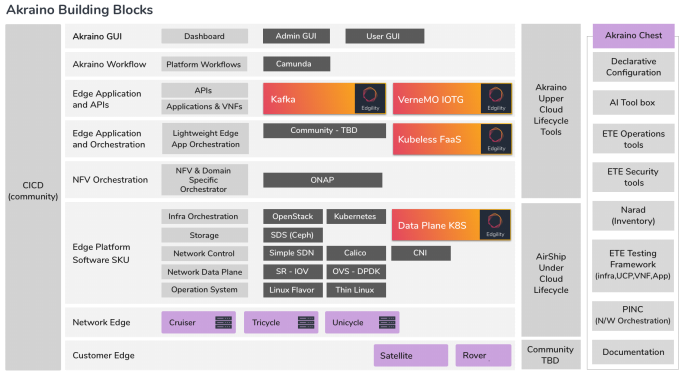 Akraino Building Blocks
CICD
(community)
Akraino GUI
Dashboard
Admin GUI
User GUI
Akraino Workflow
Platform Workflows
Camunda
Edge Application
and APIs
APIs
Applications & VNFs
Kafka
Edgility
VerneMO IOTG
Edgility
Edge Application
and Orchestration
Lightweight Edge
App Orchestration
Community - TBD
Kubeless FaaS
Edgility
NFV Orchestration
NFV & Domain
Specific
Orchestrator
ONAP
Edge Platform
Software SKU
Infra Orchestration
OpenStack
Kubernetes
Data Plane K8S
Edgility
Storage
SDS (Ceph)
Network Control
Simple SDN
Calico
CNI
Network Data Plane
SR - IOV
OVS - DPDK
Operation System
Linux Flavor
Thin Linux
Network Edge
Cruiser
Tricycle
Unicycle
Customer Edge
Satellite
Rover
Akraino
Upper
Cloud
Lifecycle
Tools
AirShip
Under
Cloud
Lifecycle
Community
TBD
Akraino Chest
Declarative
Configuration
AI Tool box
ETE Operations
tools
ETE Security
tools
Narad
(Inventory)
ETE Testing
Framework
(infra,UCP,VNF,App)
PINC
(N/W Orchestration)
Documentation